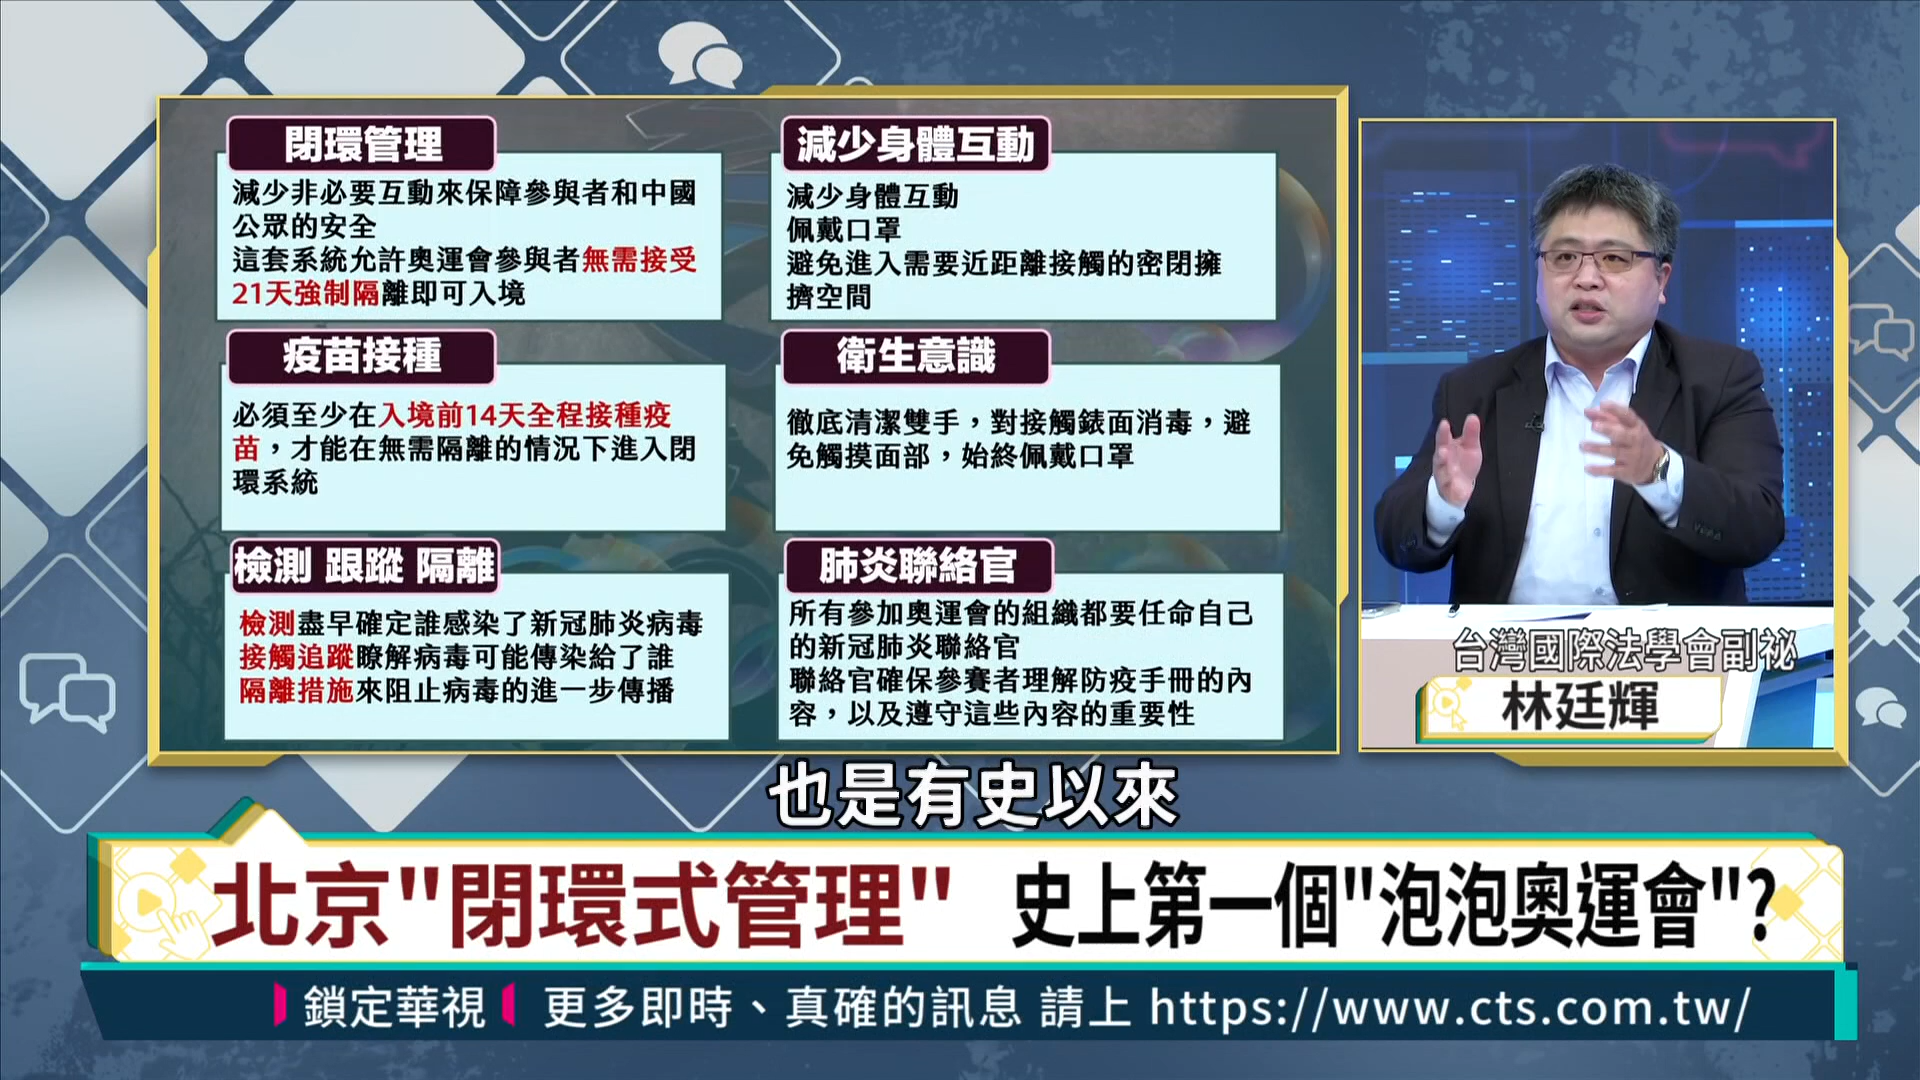 閉環管理
減少非必要互動來保障參與者和中國
公眾的安全
這套系統允許奧運會參與者無需接受
21天強制隔離即可入境
減少身體互動
減少身體互動
佩戴口罩
避免進入需要近距離接觸的密閉擁
擠空間
疫苗接種
必須至少在入境前14天全程接種疫
苗，才能在無需隔離的情況下進入閉
環系統
衛生意識
徹底清潔雙手，對接觸錶面消毒，避
免觸摸面部，始終佩戴口罩
檢測 跟蹤 隔離
檢測盡早確定誰感染了新冠肺炎病毒
接觸追蹤瞭解病毒可能傳染給了誰
隔離措施來阻止病毒的進一步傳播
肺炎聯絡官
所有參加奧運會的組織都要任命自己
的新冠肺炎聯絡官
聯絡官確保參賽者理解防疫手冊的內
容，以及遵守這些內容的重要性
台灣國際法學會副祕
林廷輝
也是有史以來
北京"閉環式管理" 史上第一個"泡泡奧運會"?
鎖定華視 更多即時、真確的訊息 請上 https://www.cts.com.tw/